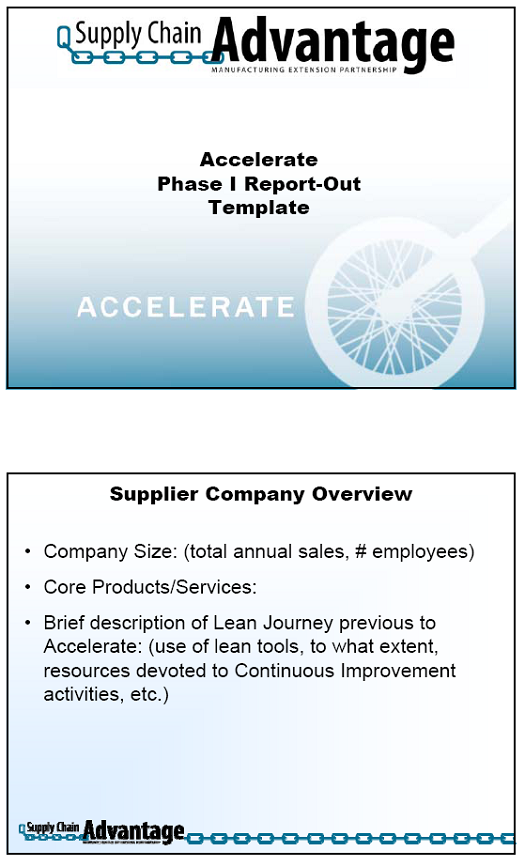 Supply Chain Advantage
MANUFACTURING EXTENSION PARTNERSHIP
Accelerate
Phase I Report-Out
Template
ACCELERATE
Supplier Company Overview
• Company Size: (total annual sales, # employees)
• Core Products/Services:
• Brief description of Lean Journey previous to
Accelerate: (use of lean tools, to what extent,
resources devoted to Continuous Improvement
activities, etc.)
Supply Chain Advantage